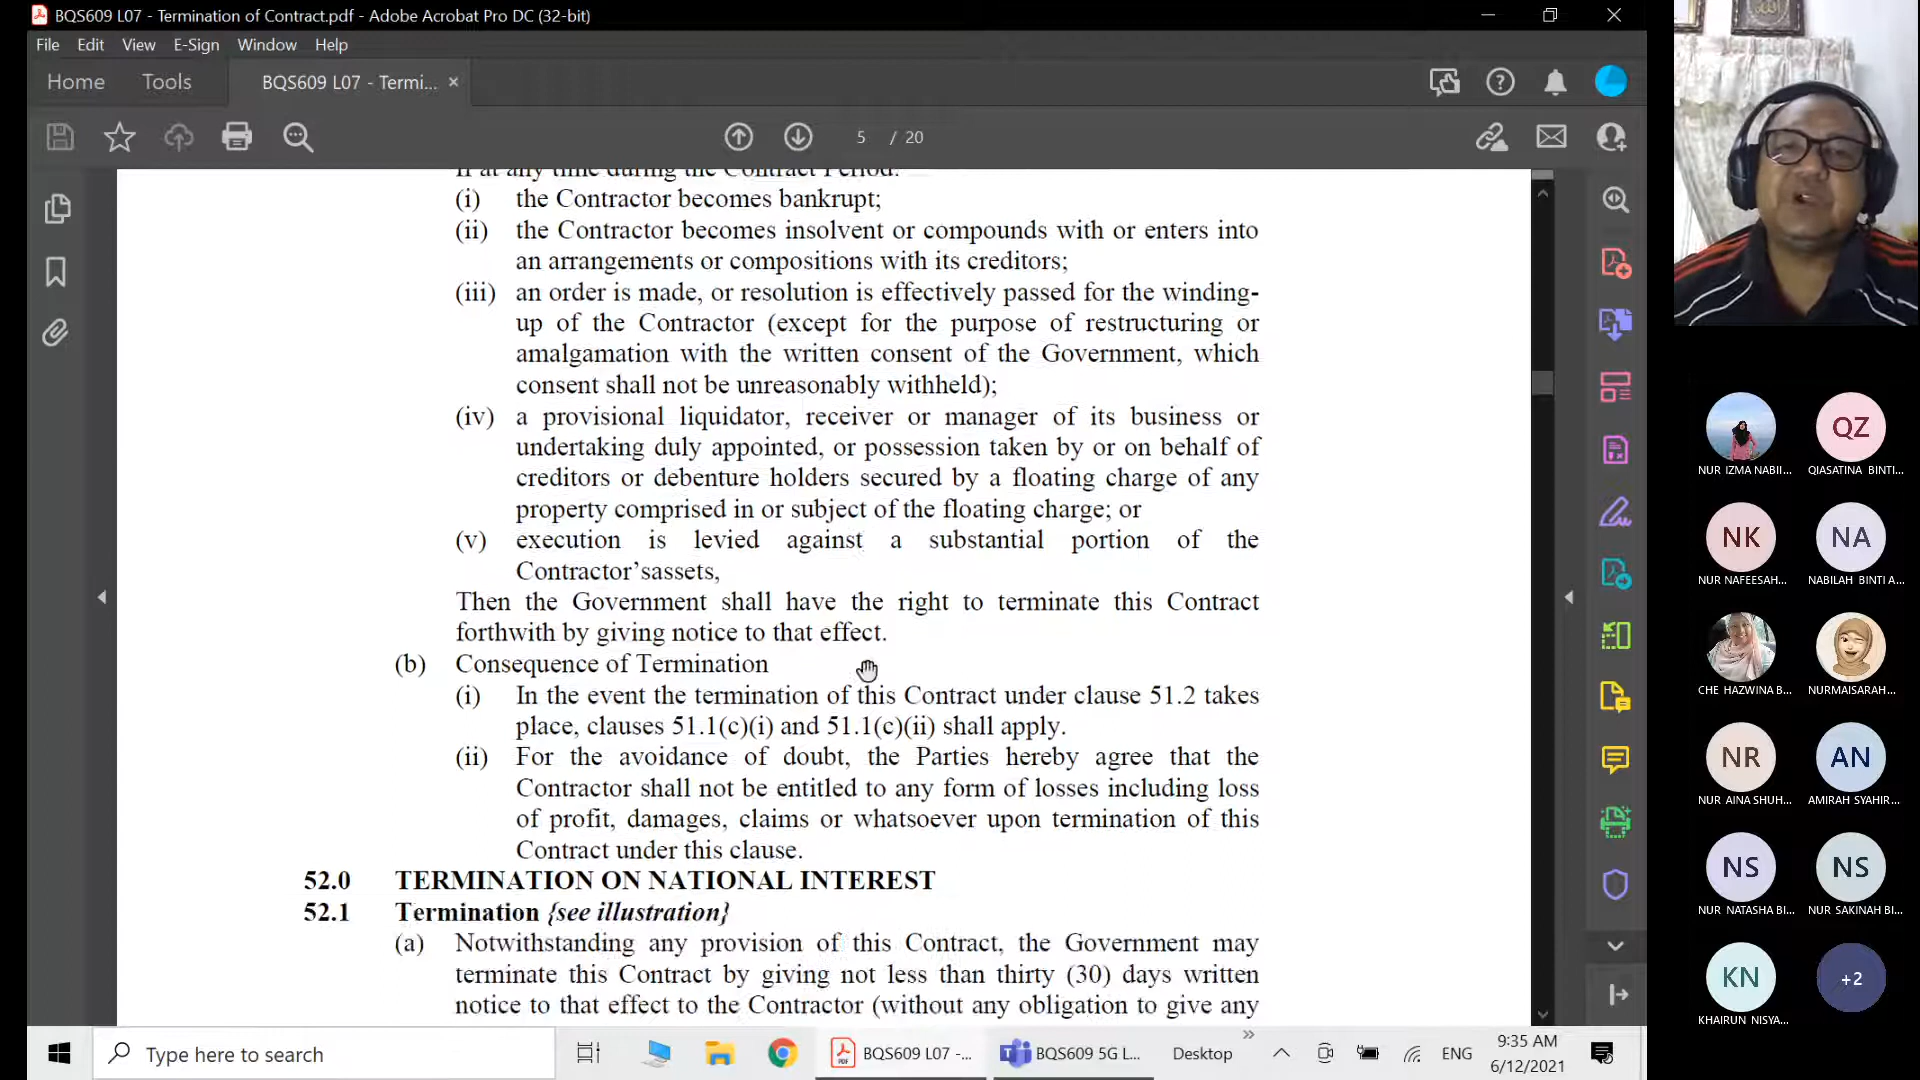 BQS609 L07 - Termination of Contract.pdf - Adobe Acrobat Pro DC (32-bit)
File Edit View E-Sign Window Help
Home Tools BQS609 L07 - Termi... ×
5 / 20
If at any time during the Contract Period:
(i) the Contractor becomes bankrupt;
(ii) the Contractor becomes insolvent or compounds with or enters into
an arrangements or compositions with its creditors;
(iii) an order is made, or resolution is effectively passed for the winding-
up of the Contractor (except for the purpose of restructuring or
amalgamation with the written consent of the Government, which
consent shall not be unreasonably withheld);
(iv) a provisional liquidator, receiver or manager of its business or
undertaking duly appointed, or possession taken by or on behalf of
creditors or debenture holders secured by a floating charge of any
property comprised in or subject of the floating charge; or
(v) execution is levied against a substantial portion of the
Contractor'sassets,
Then the Government shall have the right to terminate this Contract
forthwith by giving notice to that effect.
(b) Consequence of Termination
(i) In the event the termination of this Contract under clause 51.2 takes
place, clauses 51.1(c)(i) and 51.1(c)(ii) shall apply.
(ii) For the avoidance of doubt, the Parties hereby agree that the
Contractor shall not be entitled to any form of losses including loss
of profit, damages, claims or whatsoever upon termination of this
Contract under this clause.
52.0 TERMINATION ON NATIONAL INTEREST
52.1 Termination {see illustration}
(a) Notwithstanding any provision of this Contract, the Government may
terminate this Contract by giving not less than thirty (30) days written
notice to that effect to the Contractor (without any obligation to give any
QZ
NUR IZMA NABII... QIASATINA BINTI...
NK NA
NUR NAFEESAH... NABILAH BINTI A...
CHE HAZWINA B... NURMAISARAH...
NR AN
NUR AINA SHUH... AMIRAH SYAHIR...
NS NS
NUR NATASHA BI... NUR SAKINAH BI...
KN +2
KHAIRUN NISYA...
Type here to search
BQS609 L07 -...
BQS609 5G L...
Desktop
ENG
9:35 AM
6/12/2021